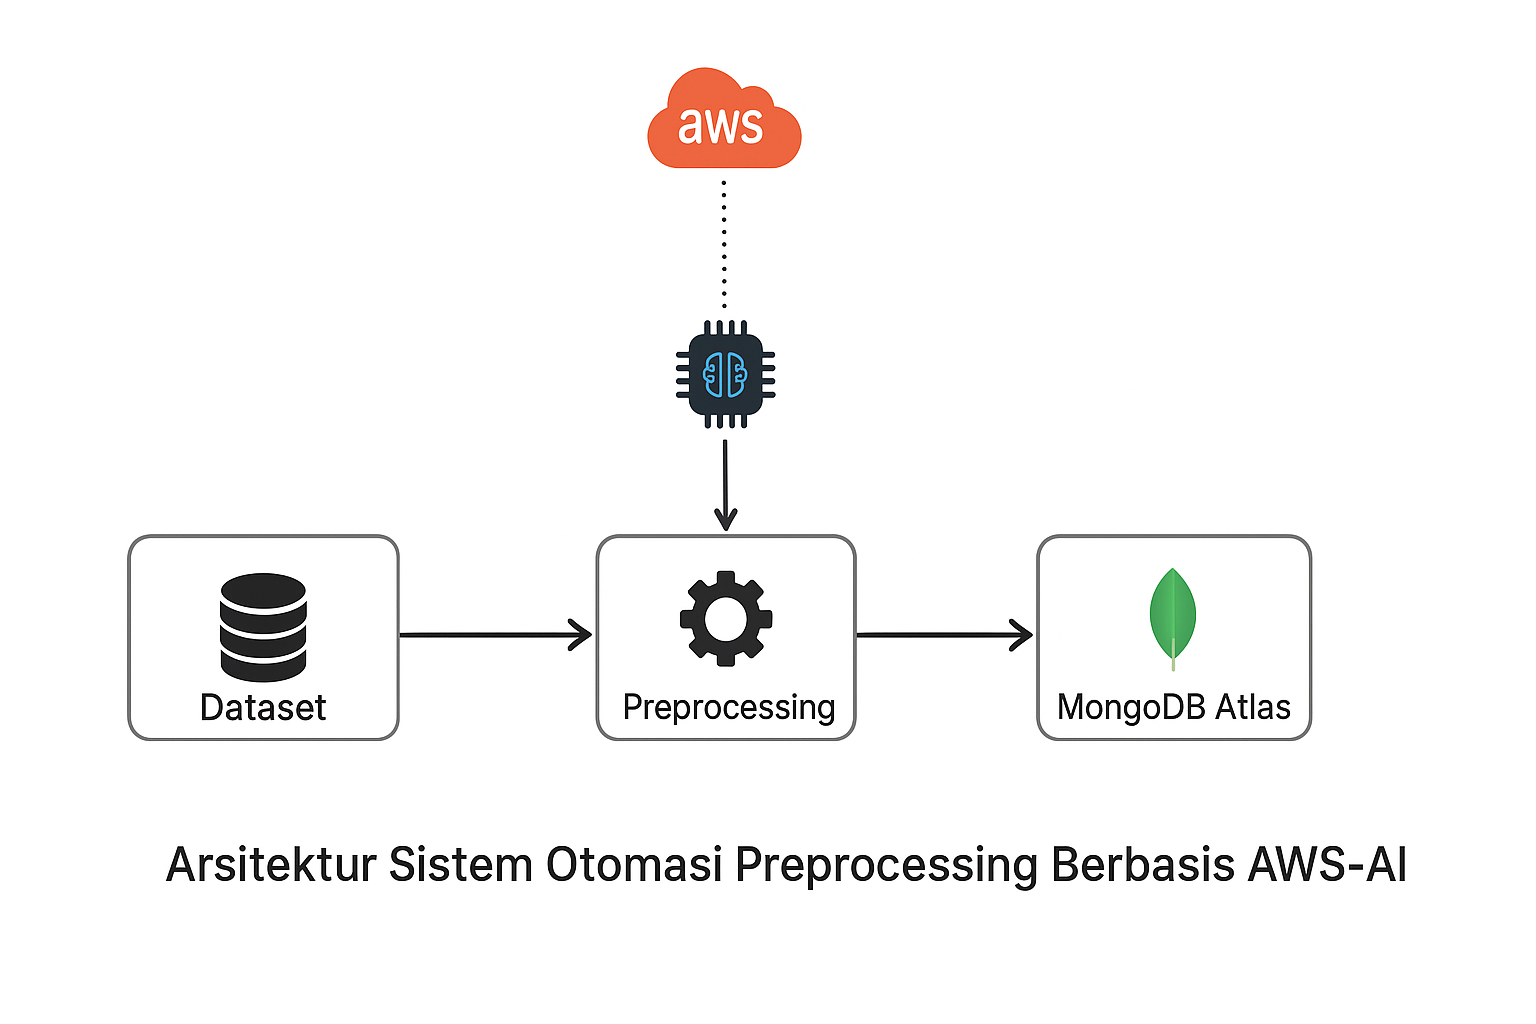 aws
Dataset
Preprocessing
MongoDB Atlas
Arsitektur Sistem Otomasi Preprocessing Berbasis AWS-AI